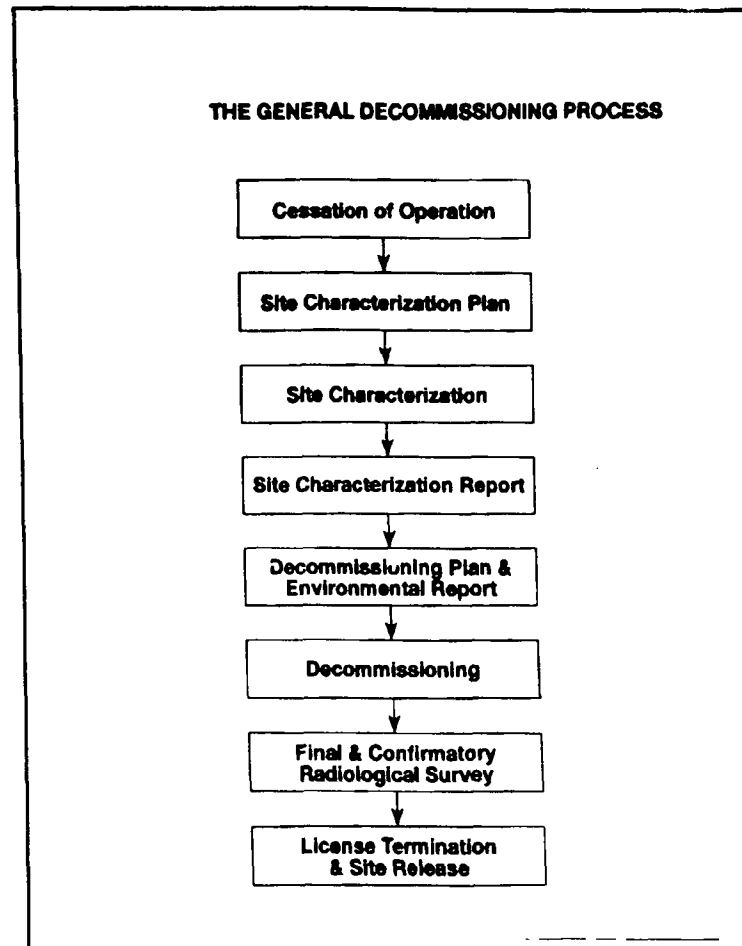 THE GENERAL DECOMMISSIONING PROCESS
Cessation of Operation
Site Characterization Plan
Site Characterization
Site Characterization Report
Decommissioning Plan &
Environmental Report
Decommissioning
Final & Confirmatory
Radiological Survey
License Termination
& Site Release